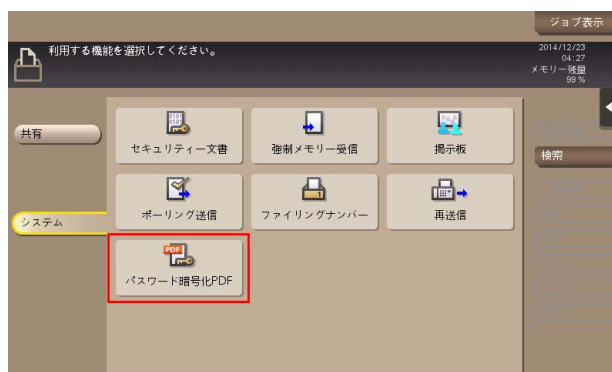 ジョブ表示
利用する機能を選択してください。
2014/12/23
04:27
メモリー残量
99 %
共有
システム
セキュリティー文書
強制メモリー受信
掲示板
ポーリング送信
ファイリングナンバー
再送信
PDF
パスワード暗号化PDF
検索